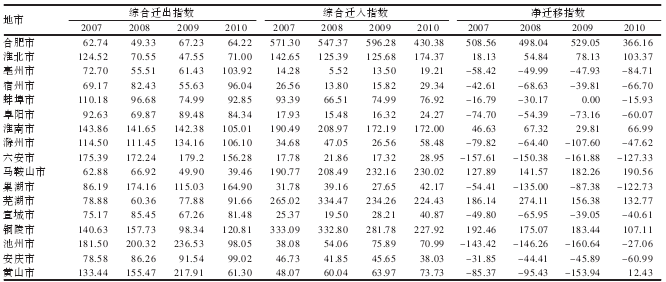 地市 综合迁出指数 综合迁入指数 净迁移指数
2007 2008 2009 2010 2007 2008 2009 2010 2007 2008 2009 2010
合肥市 62.74 49.33 67.23 64.22 571.30 547.37 596.28 430.38 508.56 498.04 529.05 366.16
淮北市 124.52 70.55 47.55 71.00 142.65 125.39 125.68 174.37 18.13 54.84 78.13 103.37
亳州市 72.70 55.51 61.43 103.92 14.28 5.52 13.50 19.21 -58.42 -49.99 -47.93 -84.71
宿州市 69.17 82.43 55.63 96.04 26.56 13.80 15.82 29.34 -42.61 -68.63 -39.81 -66.70
蚌埠市 110.18 96.68 74.99 92.85 93.39 66.51 74.99 76.92 -16.79 -30.17 0.00 -15.93
阜阳市 92.63 69.87 89.48 84.34 17.93 15.48 16.32 24.27 -74.70 -54.39 -73.16 -60.07
淮南市 143.86 141.65 142.38 105.01 190.49 208.97 172.19 172.00 46.63 67.32 29.81 66.99
滁州市 114.50 111.45 134.16 106.10 34.68 47.05 26.56 58.48 -79.82 -64.40 -107.60 -47.62
六安市 175.39 172.24 179.2 156.28 17.78 21.86 17.32 28.95 -157.61 -150.38 -161.88 -127.33
马鞍山市 62.88 66.92 49.90 39.46 190.77 208.49 232.16 230.02 127.89 141.57 182.26 190.56
巢湖市 86.19 174.16 115.03 164.90 31.78 39.16 27.65 42.17 -54.41 -135.00 -87.38 -122.73
芜湖市 78.88 60.36 77.88 91.66 265.02 334.47 234.26 224.43 186.14 274.11 156.38 132.77
宣城市 75.17 85.45 67.26 81.48 25.37 19.50 28.21 40.87 -49.80 -65.95 -39.05 -40.61
铜陵市 140.63 157.73 98.34 120.81 333.09 332.80 281.78 227.92 192.46 175.07 183.44 107.11
池州市 181.50 200.32 236.53 98.05 38.08 54.06 75.89 70.99 -143.42 -146.26 -160.64 -27.06
安庆市 78.58 86.26 91.54 99.02 46.73 41.85 45.65 38.03 -31.85 -44.41 -45.89 -60.99
黄山市 133.44 155.47 217.91 61.30 48.07 60.04 63.97 73.73 -85.37 -95.43 -153.94 12.43